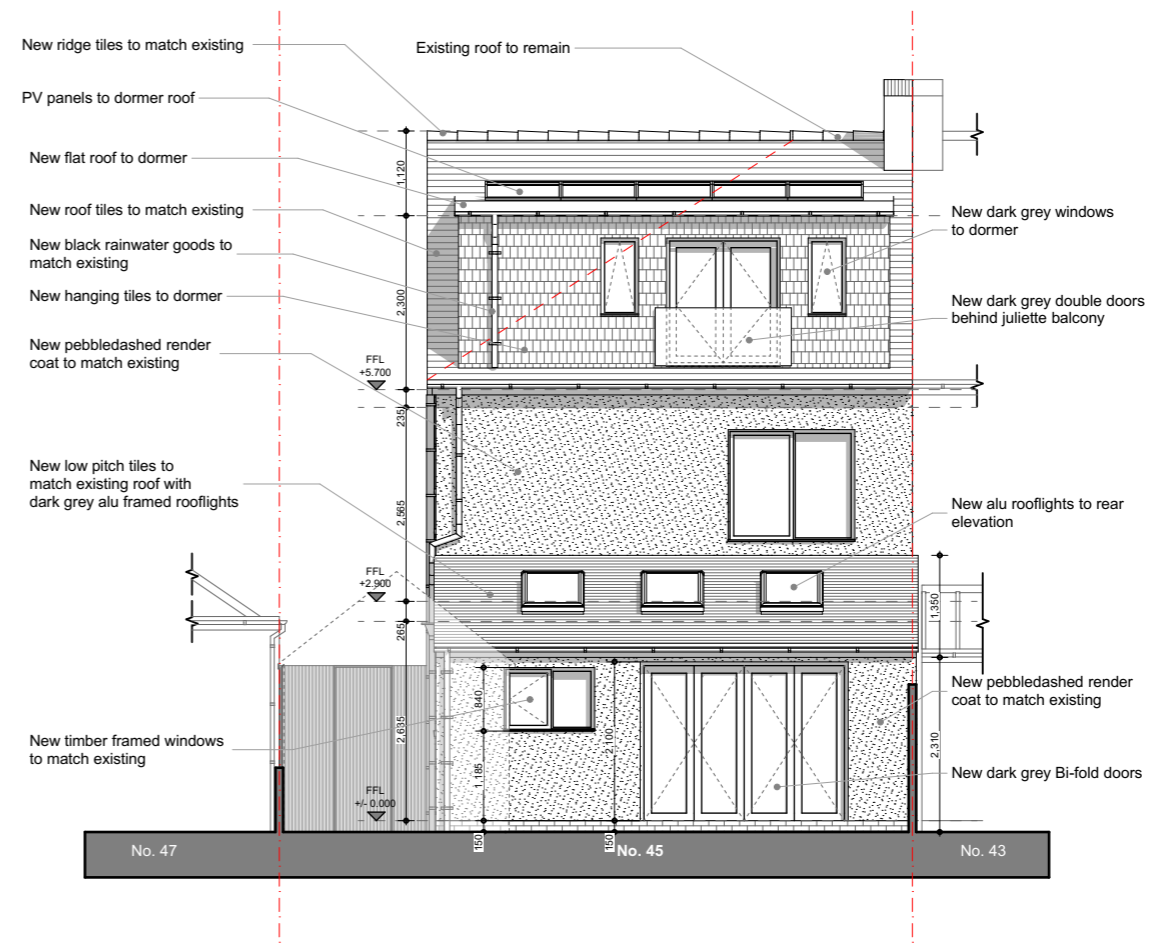 New ridge tiles to match existing
Existing roof to remain
PV panels to dormer roof
New flat roof to dormer
New roof tiles to match existing
New black rainwater goods to
match existing
New hanging tiles to dormer
New pebbledashed render
coat to match existing
New low pitch tiles to
match existing roof with
dark grey alu framed rooflights
New timber framed windows
to match existing
1,120
2,300
FFL
+5.700
235
2,565
FFL
+2.900
265
2,635
FFL
+/- 0.000
840
1,185
150
2,100
150
New dark grey windows
to dormer
New dark grey double doors
behind juliette balcony
New alu rooflights to rear
elevation
1,350
New pebbledashed render
coat to match existing
2,310
New dark grey Bi-fold doors
No. 47
No. 45
No. 43